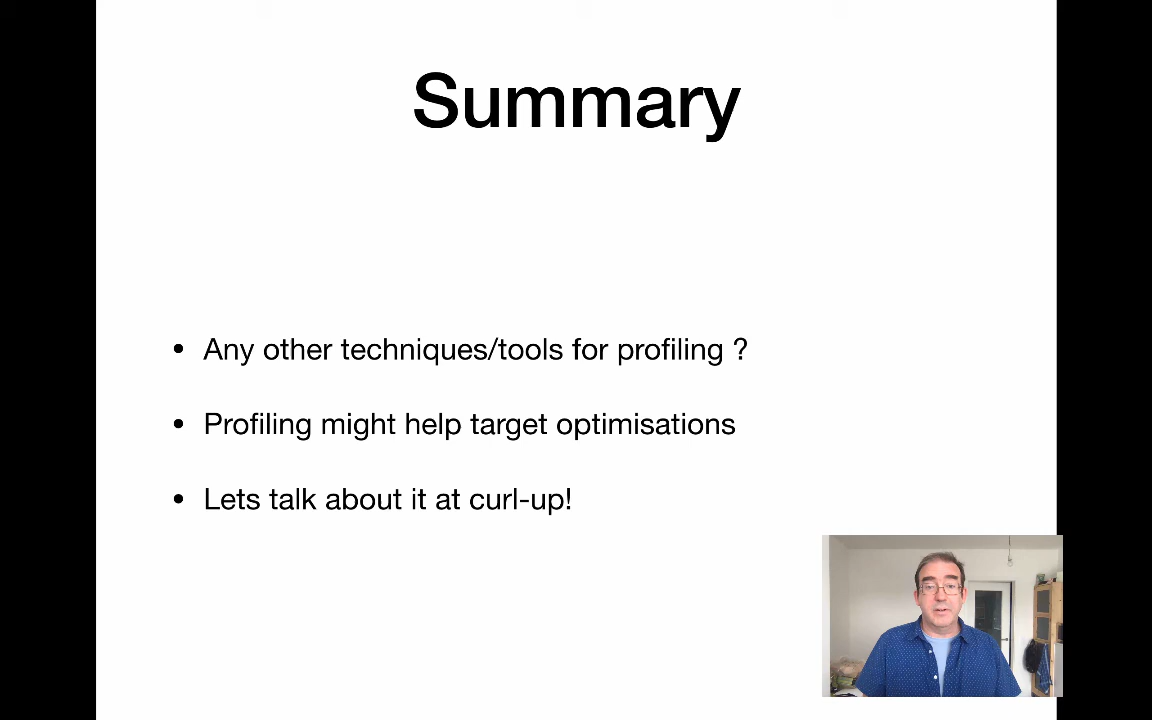 Summary
• Any other techniques/tools for profiling ?
• Profiling might help target optimisations
• Lets talk about it at curl-up!